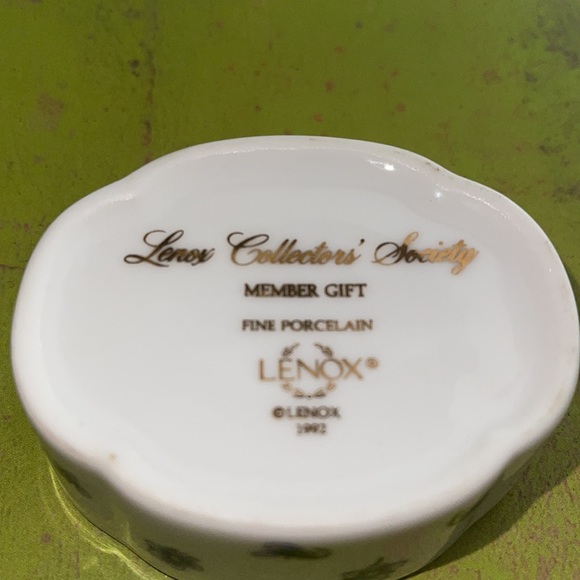 Lenox Collectors' Society
MEMBER GIFT
FINE PORCELAIN
LENOX®
©LENOX
1992